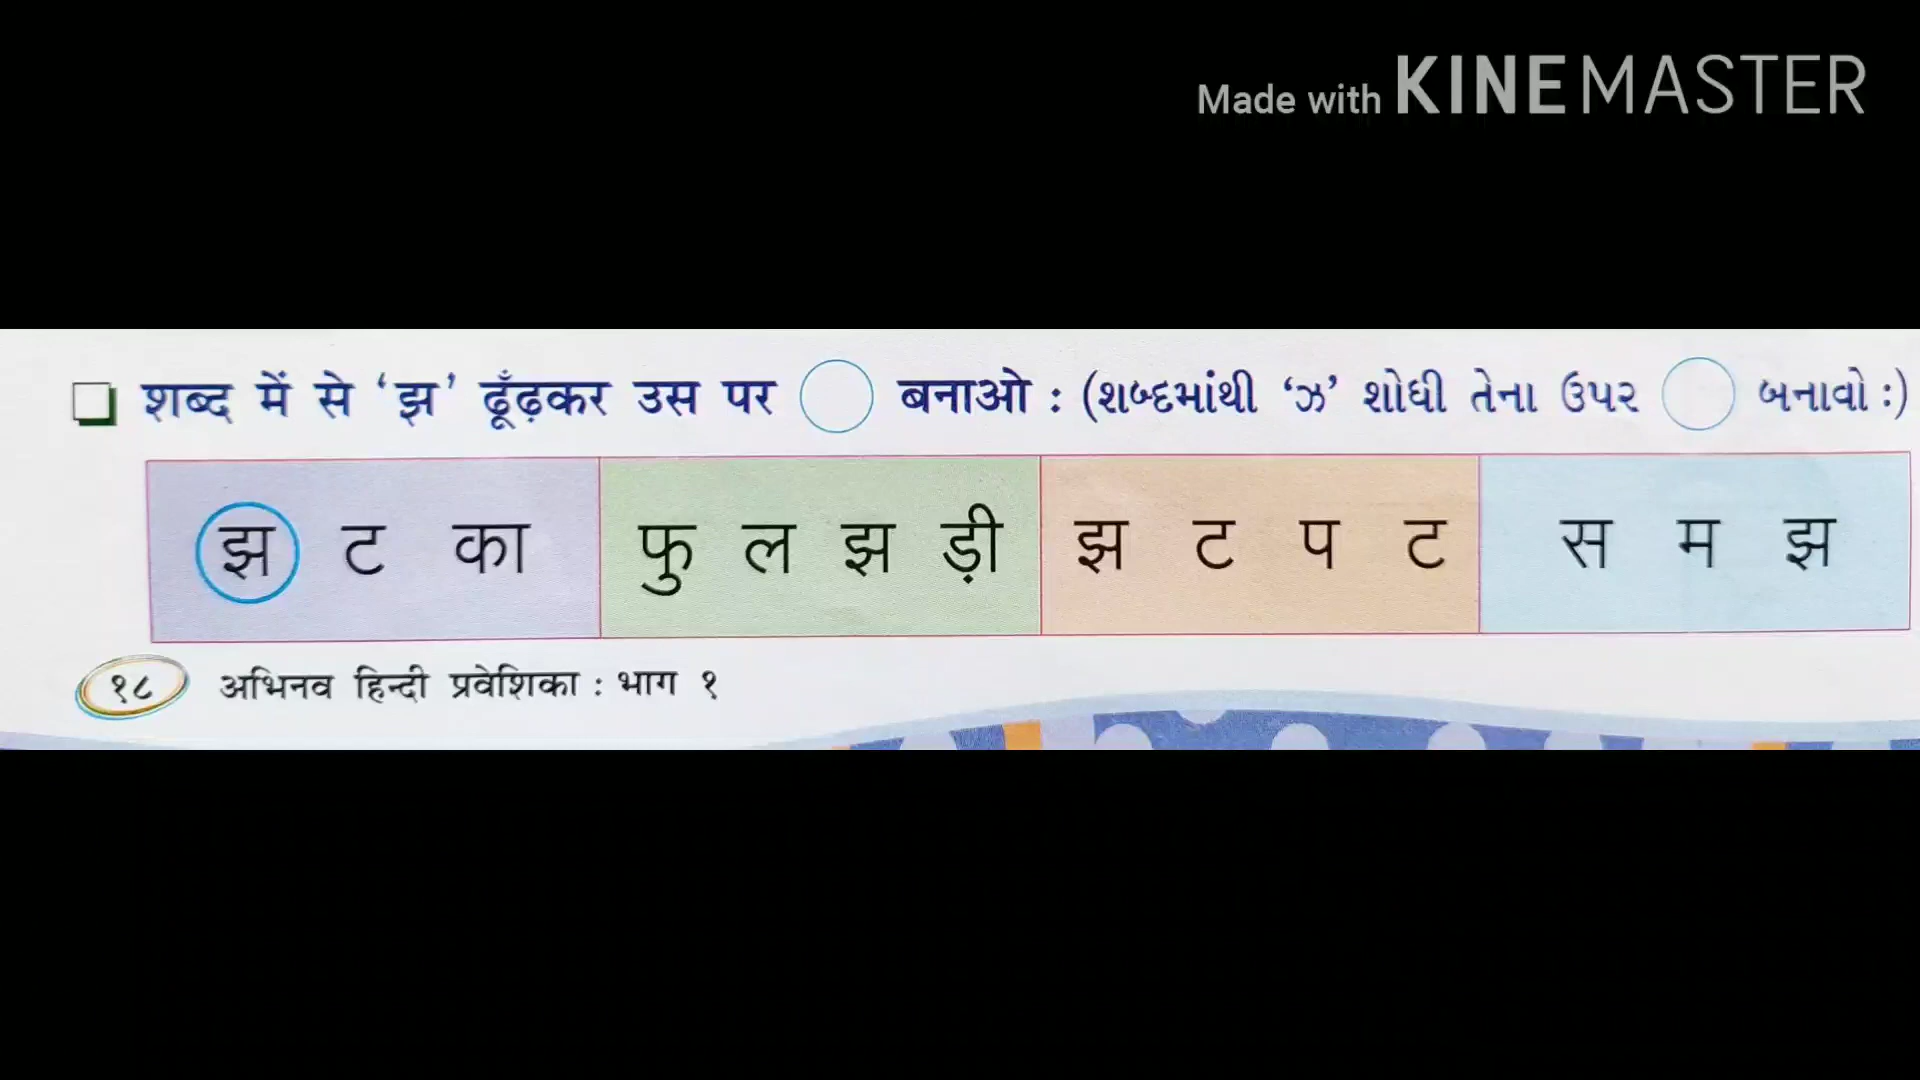 Made with KINEMASTER
❑ शब्द में से ‘झ’ ढूँढ़कर उस पर ◯ बनाओ : (શબ્દમાંથી ‘ઝ’ શોધી તેના ઉપર ◯ બનાવો :)
झ ट का फु ल झ ड़ी झ ट प ट स म झ
१८ अभिनव हिन्दी प्रवेशिका : भाग १